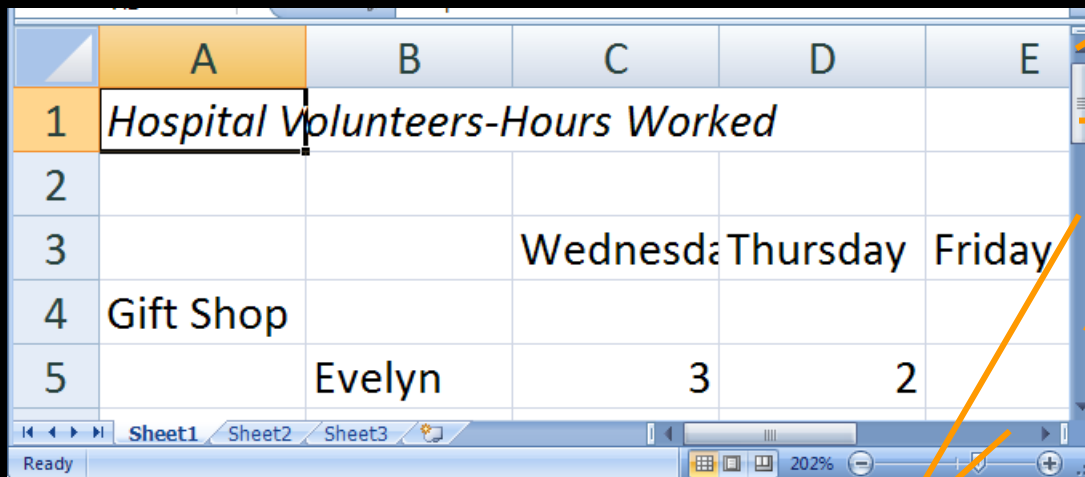 A B C D E
1 Hospital Volunteers-Hours Worked
2
3 Wednesda Thursday Friday
4 Gift Shop
5 Evelyn 3 2
Sheet1 Sheet2 Sheet3
Ready 202%